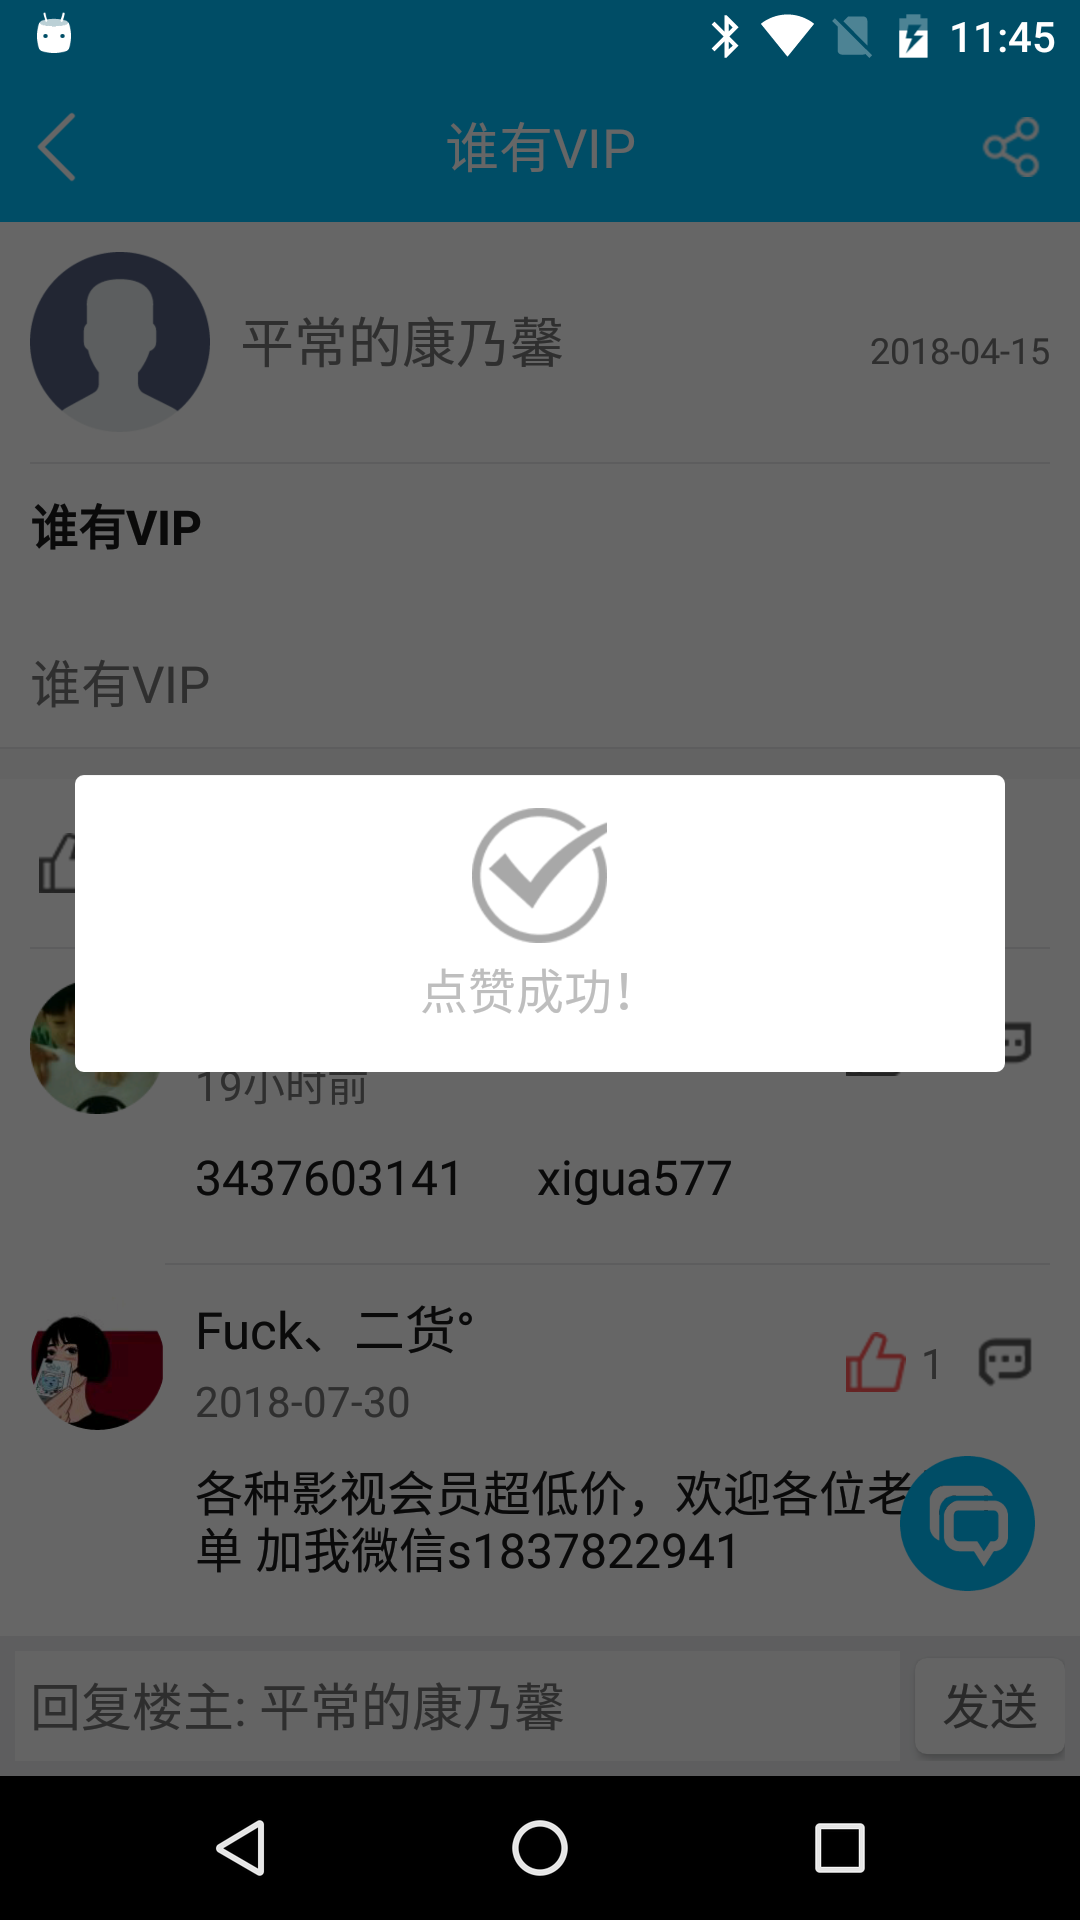 11:45
谁有VIP
平常的康乃馨
2018-04-15
谁有VIP
谁有VIP
点赞成功!
19小时前
3437603141 xigua577
Fuck、二货°
1
2018-07-30
各种影视会员超低价，欢迎各位老
单 加我微信s1837822941
回复楼主: 平常的康乃馨
发送